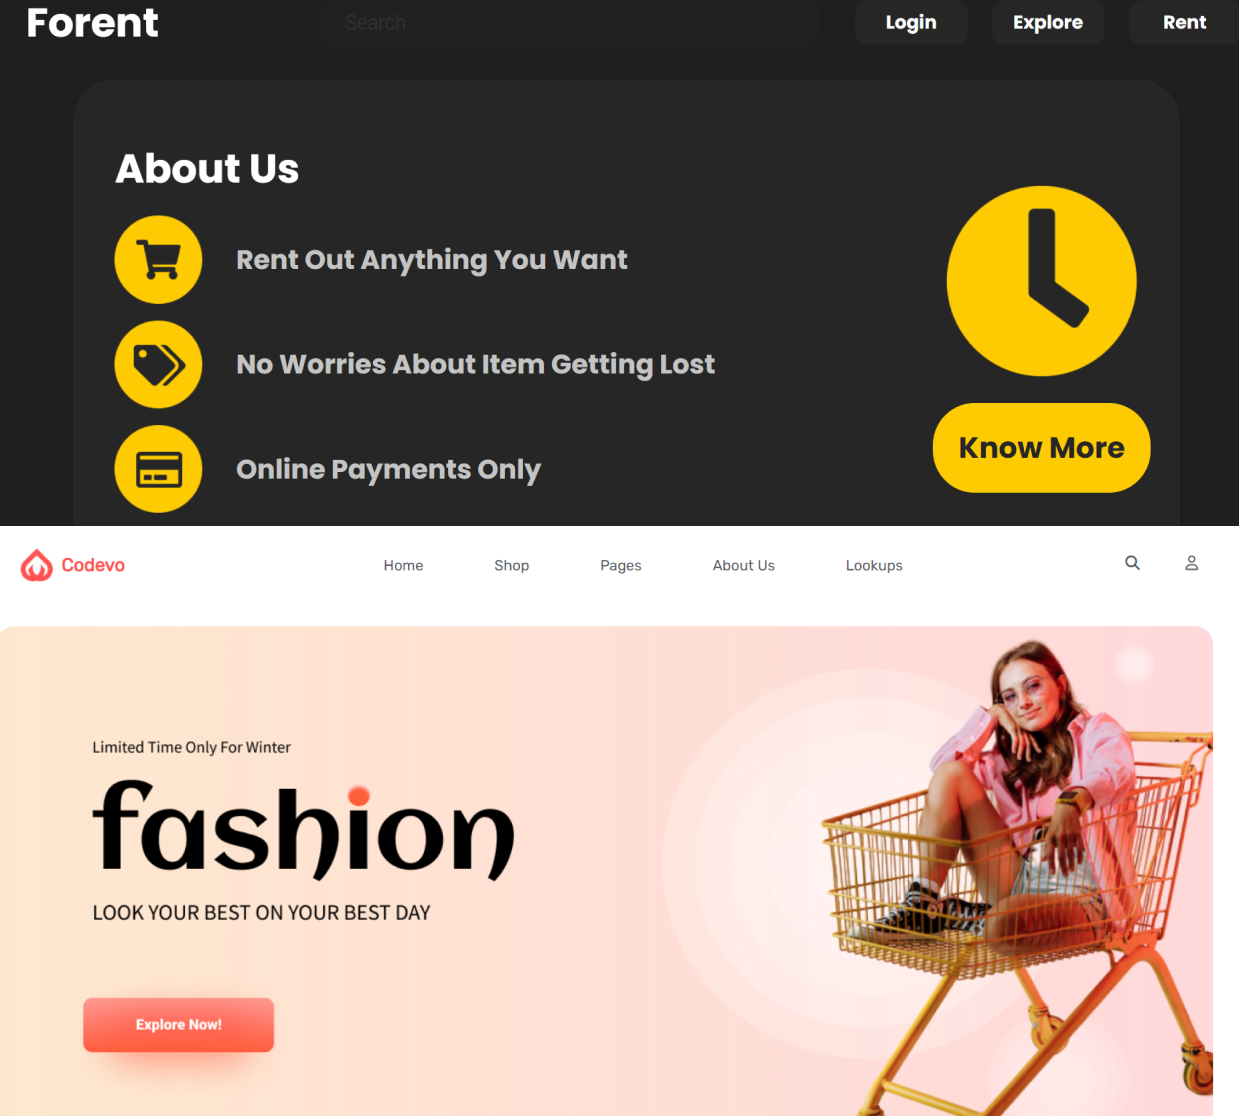 Forent
Search
Login
Explore
Rent
About Us
Rent Out Anything You Want
No Worries About Item Getting Lost
Online Payments Only
Know More
Codevo
Home
Shop
Pages
About Us
Lookups
Limited Time Only For Winter
fashion
LOOK YOUR BEST ON YOUR BEST DAY
Explore Now!